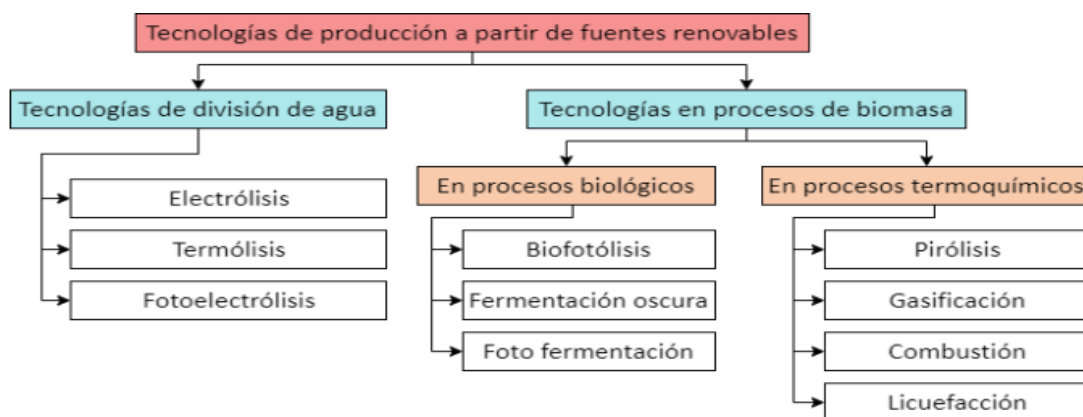 Tecnologías de producción a partir de fuentes renovables
Tecnologías de división de agua
Electrólisis
Termólisis
Fotoelectrólisis
Tecnologías en procesos de biomasa
En procesos biológicos
Biofotólisis
Fermentación oscura
Foto fermentación
En procesos termoquímicos
Pirólisis
Gasificación
Combustión
Licuefacción